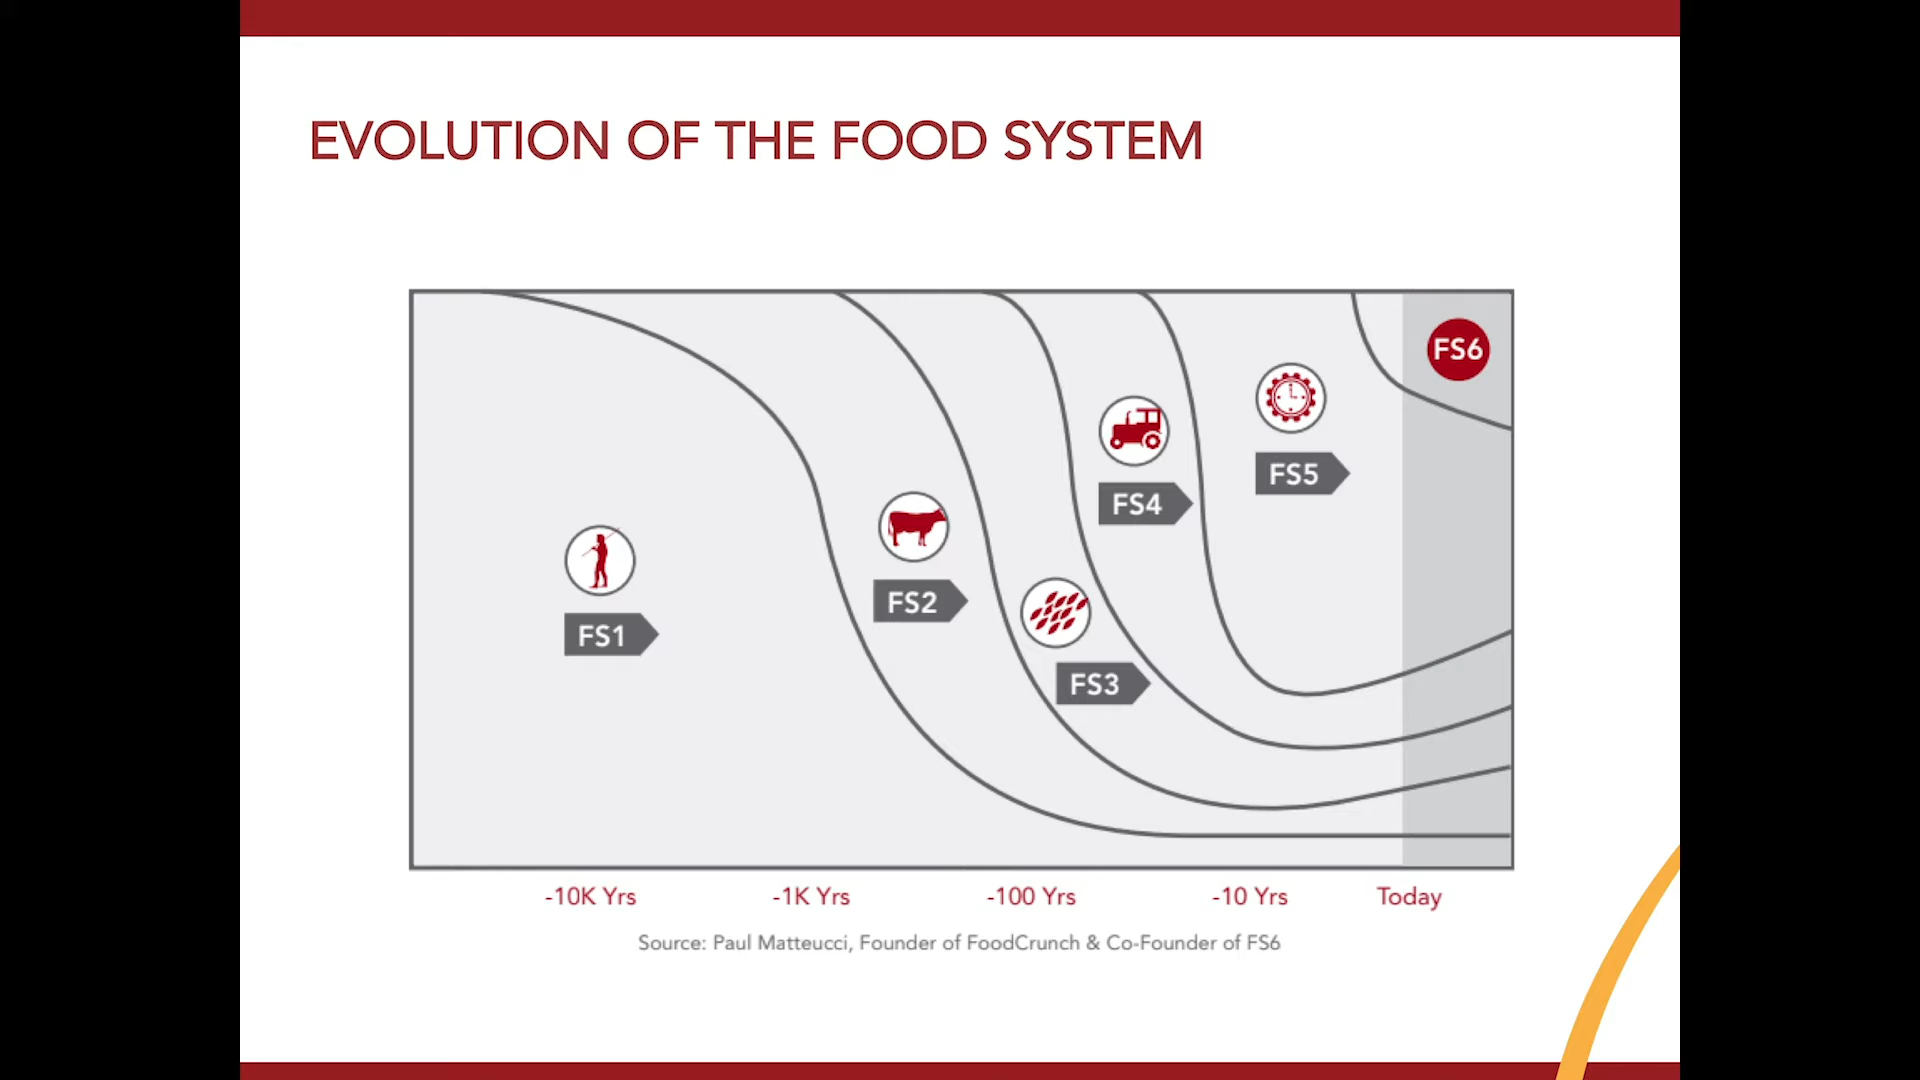 EVOLUTION OF THE FOOD SYSTEM
FS6
FS5
FS4
FS2
FS1
FS3
-10K Yrs
-1K Yrs
-100 Yrs
-10 Yrs
Today
Source: Paul Matteucci, Founder of FoodCrunch & Co-Founder of FS6